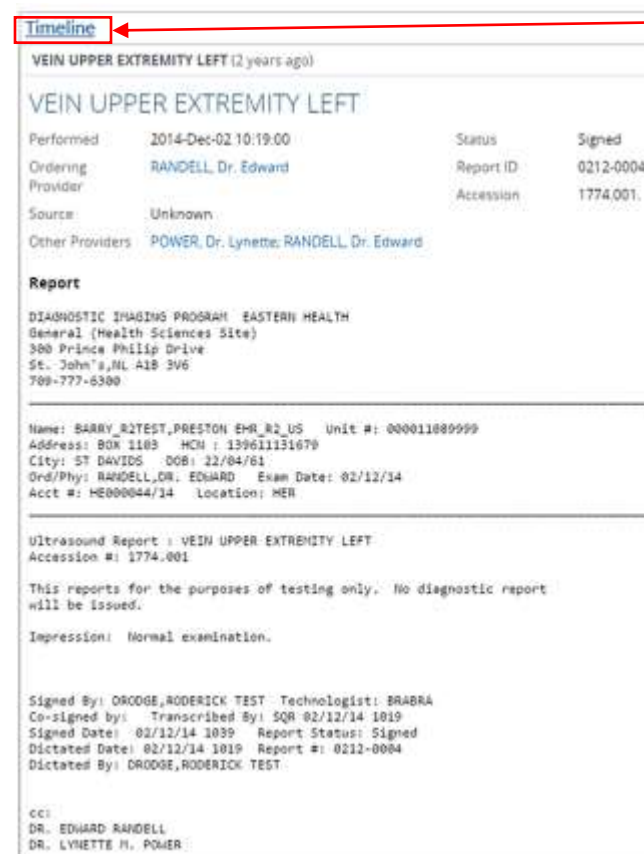 Timeline
VEIN UPPER EXTREMITY LEFT (2 years ago)
VEIN UPPER EXTREMITY LEFT
Performed 2014-Dec-02 10:19:00 Status Signed
Ordering Provider RANDELL, Dr. Edward Report ID 0212-0004
Accession 1774.001.
Source Unknown
Other Providers POWER, Dr. Lynette; RANDELL, Dr. Edward
Report
DIAGNOSTIC IMAGING PROGRAM EASTERN HEALTH
General (Health Sciences Site)
300 Prince Philip Drive
St. John's,NL A1B 3V6
709-777-6300
Name: BARRY_R2TEST,PRESTON EHR_R2_US Unit #: 000011089999
Address: BOX 1103 HCN : 139611131679
City: ST DAVIDS DOB: 22/04/61
Ord/Phy: RANDELL,DR. EDWARD Exam Date: 02/12/14
Acct #: HE000044/14 Location: HER
Ultrasound Report : VEIN UPPER EXTREMITY LEFT
Accession #: 1774.001
This reports for the purposes of testing only. No diagnostic report
will be issued.
Impression: Normal examination.
Signed By: DRODGE,RODERICK TEST Technologist: BRABRA
Co-signed by: Transcribed By: SQR 02/12/14 1019
Signed Date: 02/12/14 1039 Report Status: Signed
Dictated Date: 02/12/14 1019 Report #: 0212-0004
Dictated By: DRODGE,RODERICK TEST
cc:
DR. EDWARD RANDELL
DR. LYNETTE M. POWER